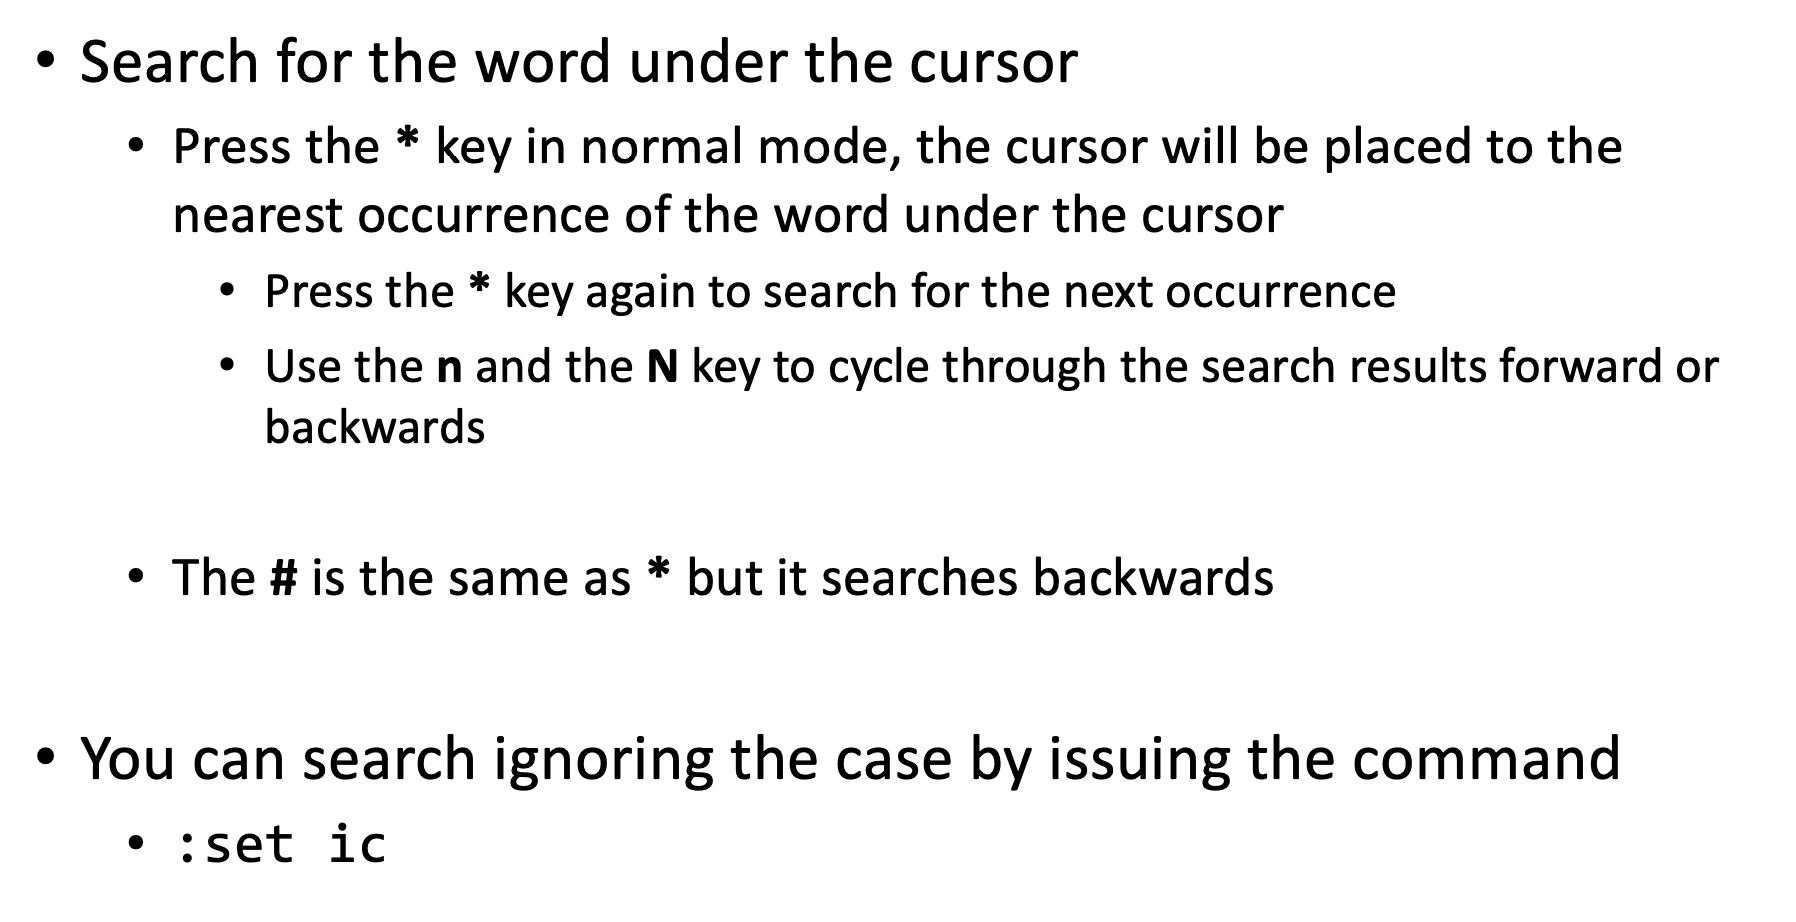 • Search for the word under the cursor
• Press the * key in normal mode, the cursor will be placed to the
nearest occurrence of the word under the cursor
• Press the * key again to search for the next occurrence
• Use the n and the N key to cycle through the search results forward or
backwards
• The # is the same as * but it searches backwards
• You can search ignoring the case by issuing the command
• :set ic